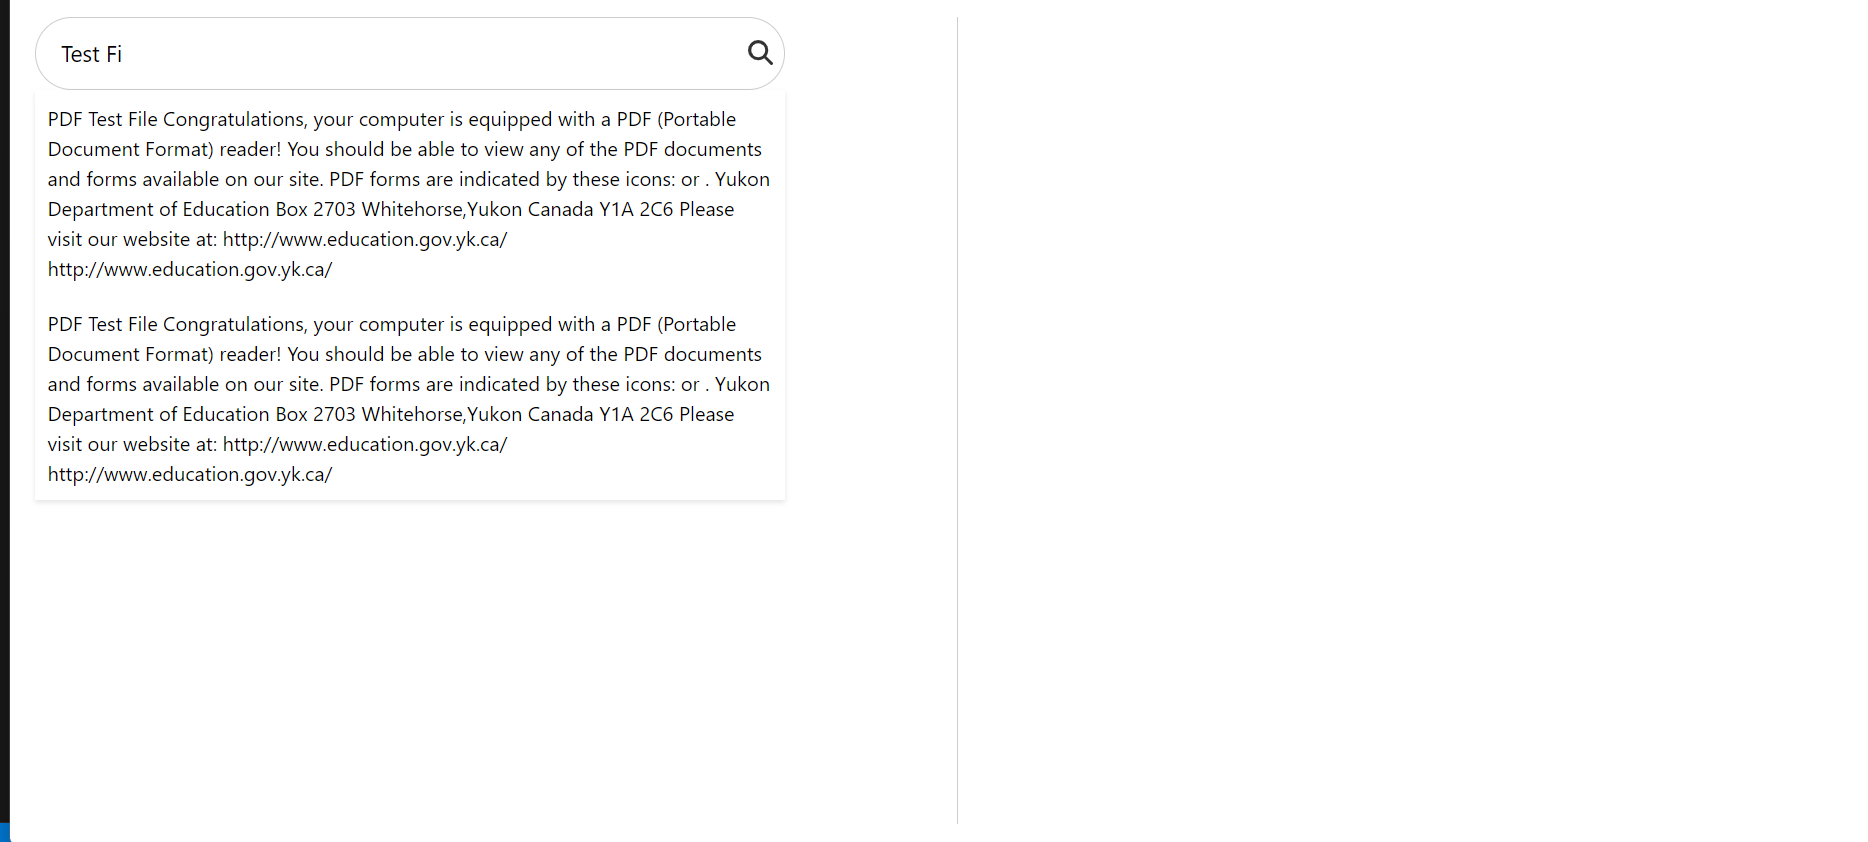 Test Fi
PDF Test File Congratulations, your computer is equipped with a PDF (Portable
Document Format) reader! You should be able to view any of the PDF documents
and forms available on our site. PDF forms are indicated by these icons: or . Yukon
Department of Education Box 2703 Whitehorse,Yukon Canada Y1A 2C6 Please
visit our website at: http://www.education.gov.yk.ca/
http://www.education.gov.yk.ca/
PDF Test File Congratulations, your computer is equipped with a PDF (Portable
Document Format) reader! You should be able to view any of the PDF documents
and forms available on our site. PDF forms are indicated by these icons: or . Yukon
Department of Education Box 2703 Whitehorse,Yukon Canada Y1A 2C6 Please
visit our website at: http://www.education.gov.yk.ca/
http://www.education.gov.yk.ca/